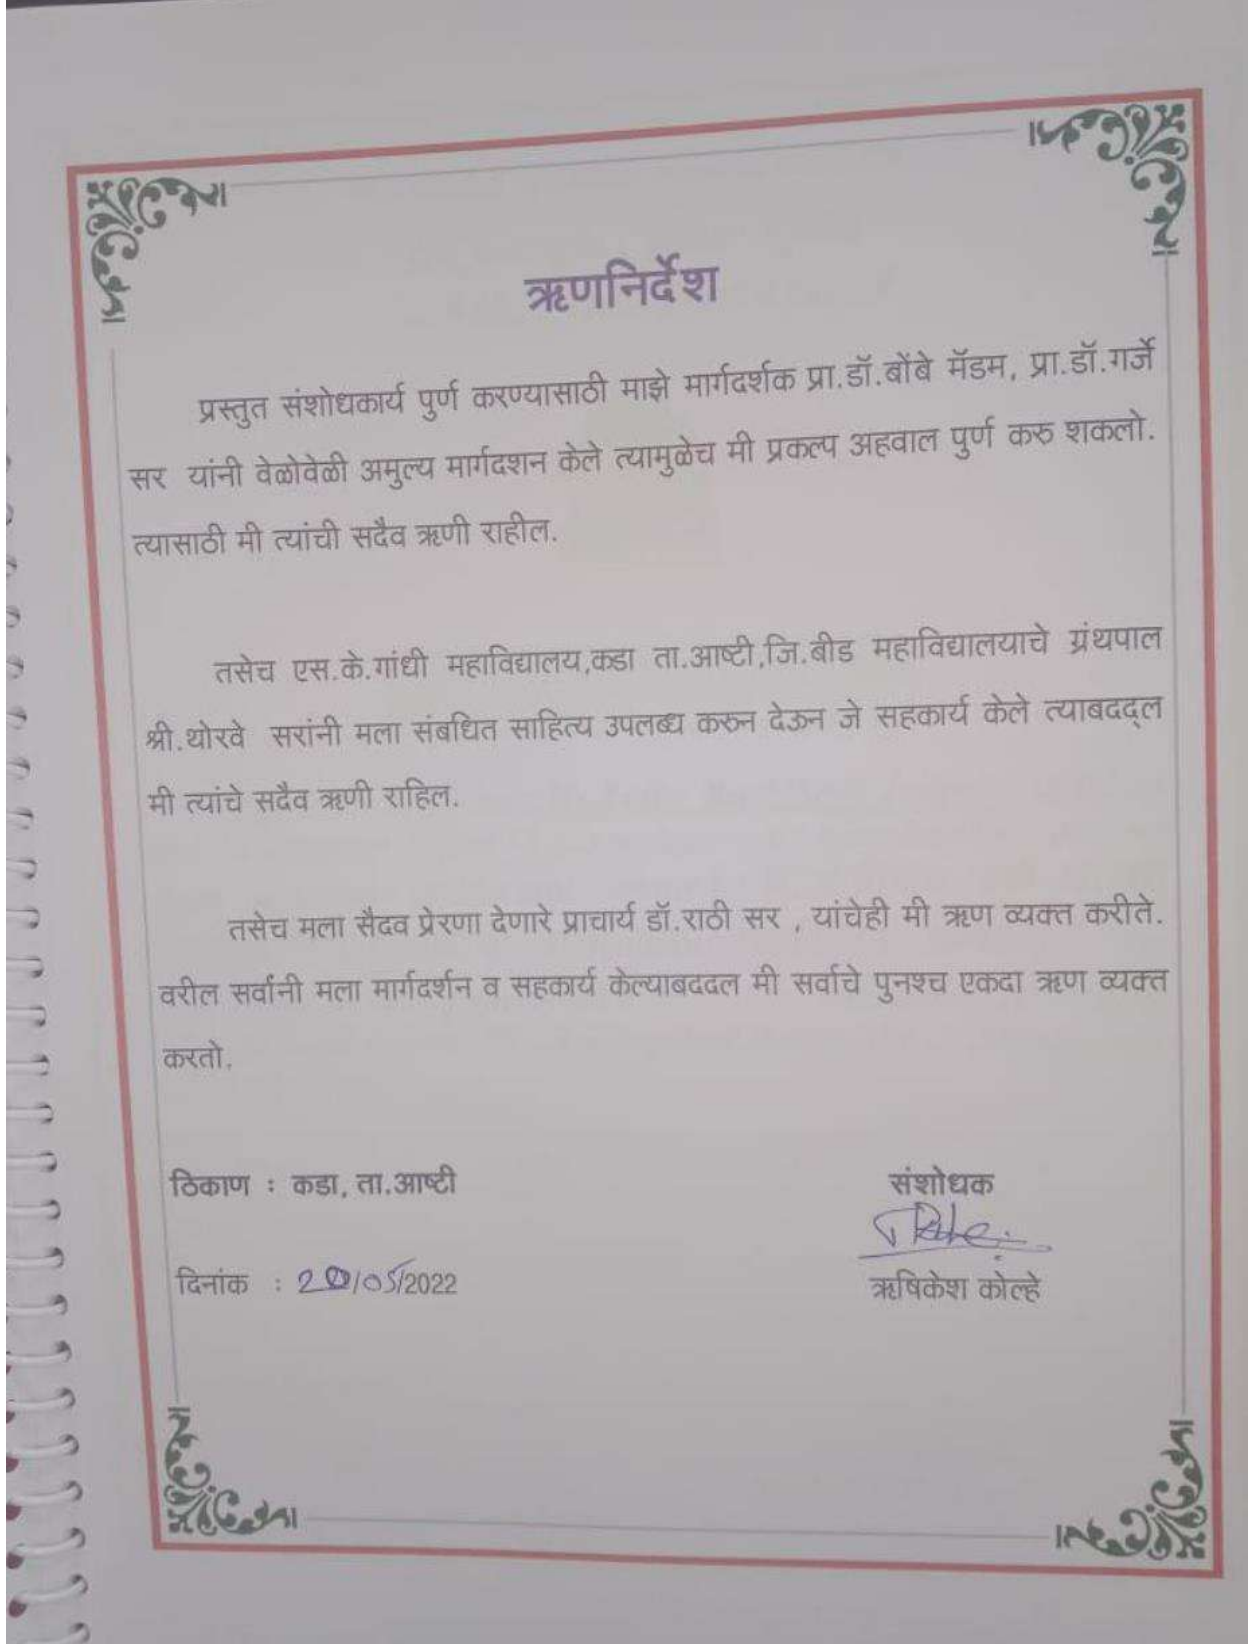 ऋणनिर्देश
प्रस्तुत संशोधकार्य पुर्ण करण्यासाठी माझे मार्गदर्शक प्रा.डॉ.बोंबे मॅडम, प्रा.डॉ.गर्जे
सर यांनी वेळोवेळी अमुल्य मार्गदशन केले त्यामुळेच मी प्रकल्प अहवाल पुर्ण करु शकलो.
त्यासाठी मी त्यांची सदैव ऋणी राहील.
तसेच एस.के.गांधी महाविद्यालय,कडा ता.आष्टी,जि.बीड महाविद्यालयाचे ग्रंथपाल
श्री.थोरवे सरांनी मला संबधित साहित्य उपलब्ध करुन देऊन जे सहकार्य केले त्याबदद्ल
मी त्यांचे सदैव ऋणी राहिल.
तसेच मला सैदव प्रेरणा देणारे प्राचार्य डॉ.राठी सर , यांचेही मी ऋण व्यक्त करीते.
वरील सर्वांनी मला मार्गदर्शन व सहकार्य केल्याबददल मी सर्वाचे पुनश्च एकदा ऋण व्यक्त
करतो.
ठिकाण : कडा, ता.आष्टी
संशोधक
दिनांक : 20/05/2022
ऋषिकेश कोल्हे